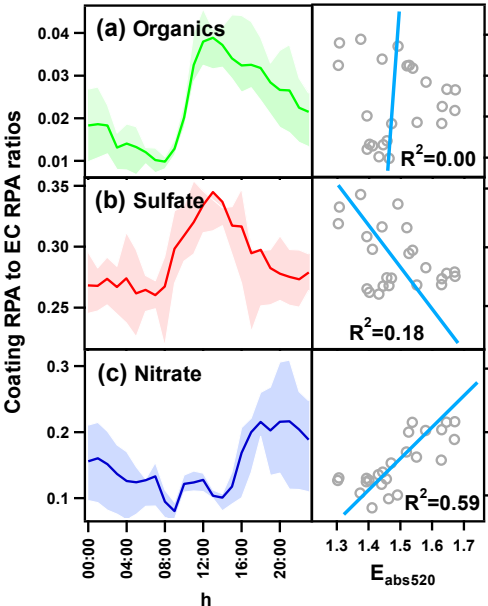 Coating RPA to EC RPA ratios
(a) Organics
0.04
0.03
0.02
0.01
R²=0.00
(b) Sulfate
0.35
0.30
0.25
R²=0.18
(c) Nitrate
0.3
0.2
0.1
R²=0.59
00:00 04:00 08:00 12:00 16:00 20:00
h
1.3 1.4 1.5 1.6 1.7
E_abs520